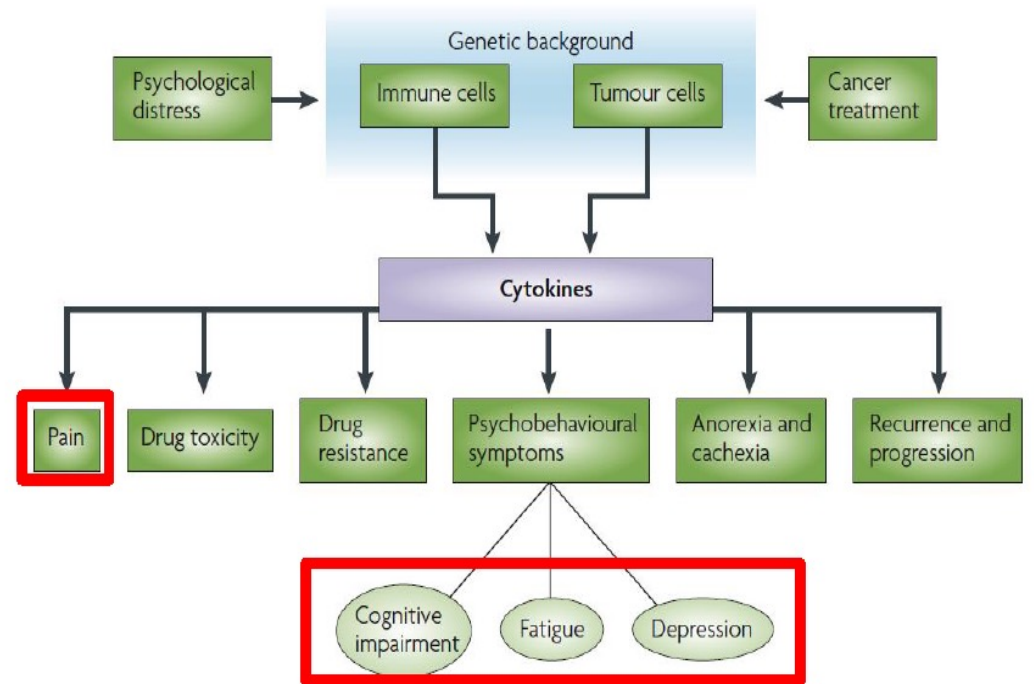 Genetic background
Psychological
distress
Immune cells
Tumour cells
Cancer
treatment
Cytokines
Pain
Drug toxicity
Drug
resistance
Psychobehavioural
symptoms
Anorexia and
cachexia
Recurrence and
progression
Cognitive
impairment
Fatigue
Depression